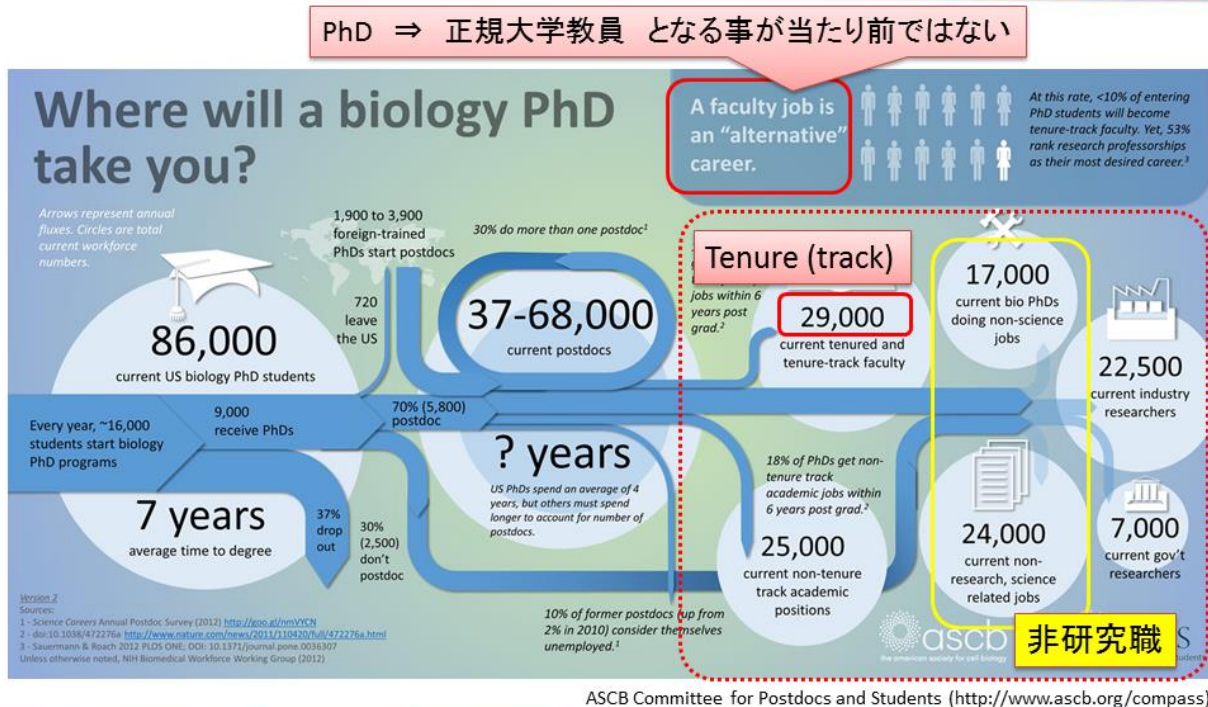 PhD ⇒ 正規大学教員 となる事が当たり前ではない
Where will a biology PhD
take you?
A faculty job is
an “alternative”
career.
At this rate, <10% of entering
PhD students will become
tenure-track faculty. Yet, 53%
rank research professorships
as their most desired career.³
Arrows represent annual
fluxes. Circles are total
current workforce
numbers.
1,900 to 3,900
foreign-trained
PhDs start postdocs
30% do more than one postdoc¹
720
leave
the US
86,000
current US biology PhD students
37-68,000
current postdocs
Tenure (track)
jobs within 6
years post
grad.²
29,000
current tenured and
tenure-track faculty
17,000
current bio PhDs
doing non-science
jobs
22,500
current industry
researchers
Every year, ~16,000
students start biology
PhD programs
9,000
receive PhDs
70% (5,800)
postdoc
? years
US PhDs spend an average of 4
years, but others must spend
longer to account for number of
postdocs.
18% of PhDs get non-
tenure track
academic jobs within
6 years post grad.²
7 years
average time to degree
37%
drop
out
30%
(2,500)
don't
postdoc
25,000
current non-tenure
track academic
positions
24,000
current non-
research, science
related jobs
7,000
current gov't
researchers
10% of former postdocs (up from
2% in 2010) consider themselves
unemployed.¹
Version 2
Sources:
1 - Science Careers Annual Postdoc Survey (2012) http://goo.gl/nmVYCN
2 - doi:10.1038/472276a http://www.nature.com/news/2011/110420/full/472276a.html
3 - Sauermann & Roach 2012 PLOS ONE; DOI: 10.1371/journal.pone.0036307
Unless otherwise noted, NIH Biomedical Workforce Working Group (2012)
ascb
the american society for cell biology
非研究職
ASCB Committee for Postdocs and Students (http://www.ascb.org/compass)